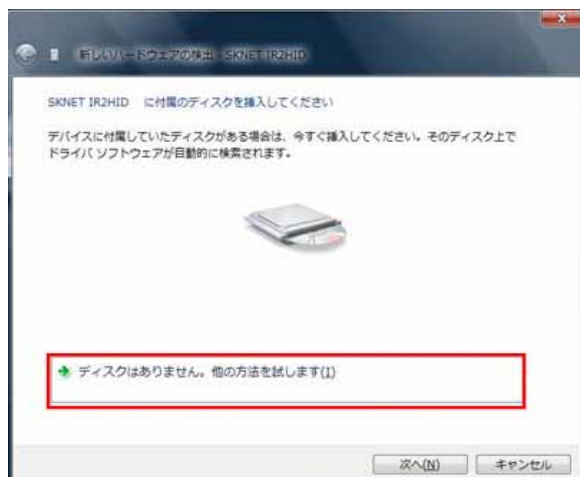 新しいハードウェアの検出 - SKNET IR2HID
SKNET IR2HID に付属のディスクを挿入してください
デバイスに付属していたディスクがある場合は、今すぐ挿入してください。そのディスク上で
ドライバ ソフトウェアが自動的に検索されます。
ディスクはありません。他の方法を試します(I)
次へ(N) キャンセル